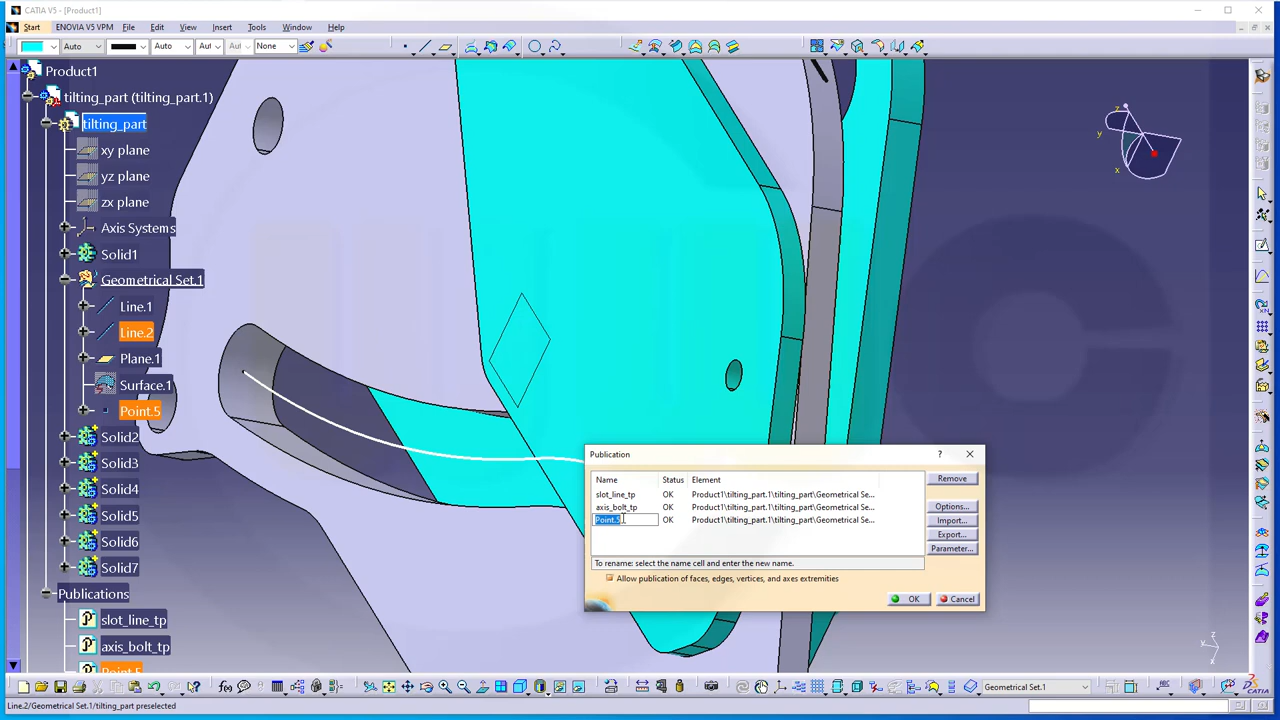 CATIA V5 - [Product1]
Start ENOVIA V5 VPM File Edit View Insert Tools Window Help
Auto Auto Aut Aut None
Product1
tilting_part (tilting_part.1)
tilting_part
xy plane
yz plane
zx plane
Axis Systems
Solid1
Geometrical Set.1
Line.1
Line.2
Plane.1
Surface.1
Point.5
Solid2
Solid3
Solid4
Solid5
Solid6
Solid7
Publications
slot_line_tp
axis_bolt_tp
Point.5
z
y
x
Publication ?
Name Status Element
slot_line_tp OK Product1\tilting_part.1\tilting_part\Geometrical Se...
axis_bolt_tp OK Product1\tilting_part.1\tilting_part\Geometrical Se...
Point.5 OK Product1\tilting_part.1\tilting_part\Geometrical Se...
Remove
Options...
Import...
Export...
Parameter...
To rename: select the name cell and enter the new name.
Allow publication of faces, edges, vertices, and axes extremities
OK Cancel
z
y
x
Geometrical Set.1
Line.2/Geometrical Set.1/tilting_part preselected